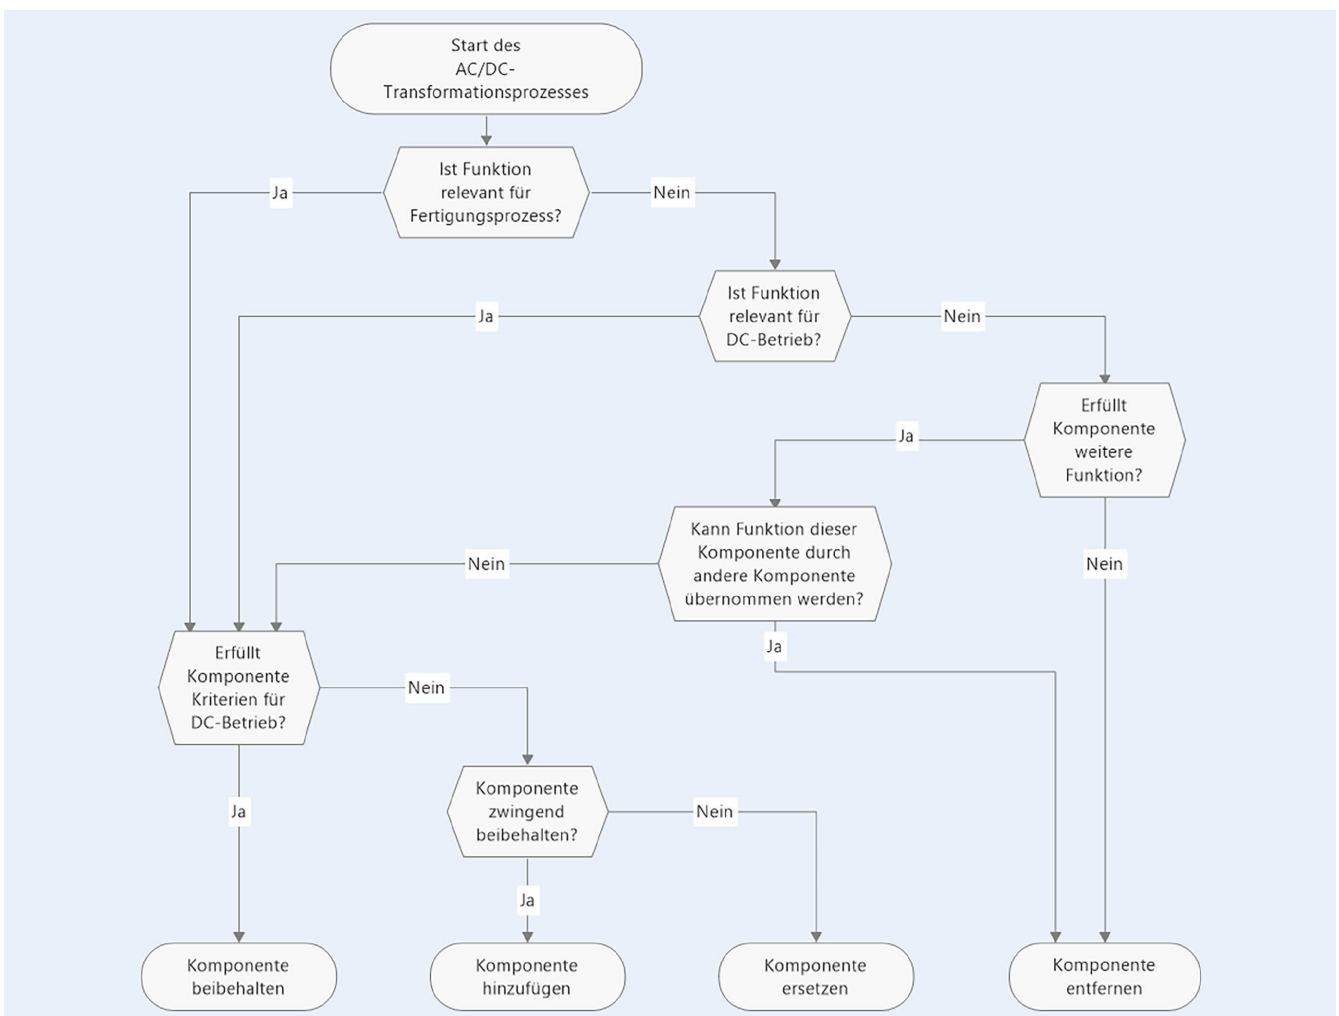 Start des
AC/DC-
Transformationsprozesses
Ist Funktion
relevant für
Fertigungsprozess?
Ja
Nein
Ist Funktion
relevant für
DC-Betrieb?
Ja
Nein
Erfüllt
Komponente
weitere
Funktion?
Ja
Nein
Kann Funktion dieser
Komponente durch
andere Komponente
übernommen werden?
Nein
Ja
Erfüllt
Komponente
Kriterien für
DC-Betrieb?
Nein
Ja
Komponente
zwingend
beibehalten?
Nein
Ja
Komponente
beibehalten
Komponente
hinzufügen
Komponente
ersetzen
Komponente
entfernen